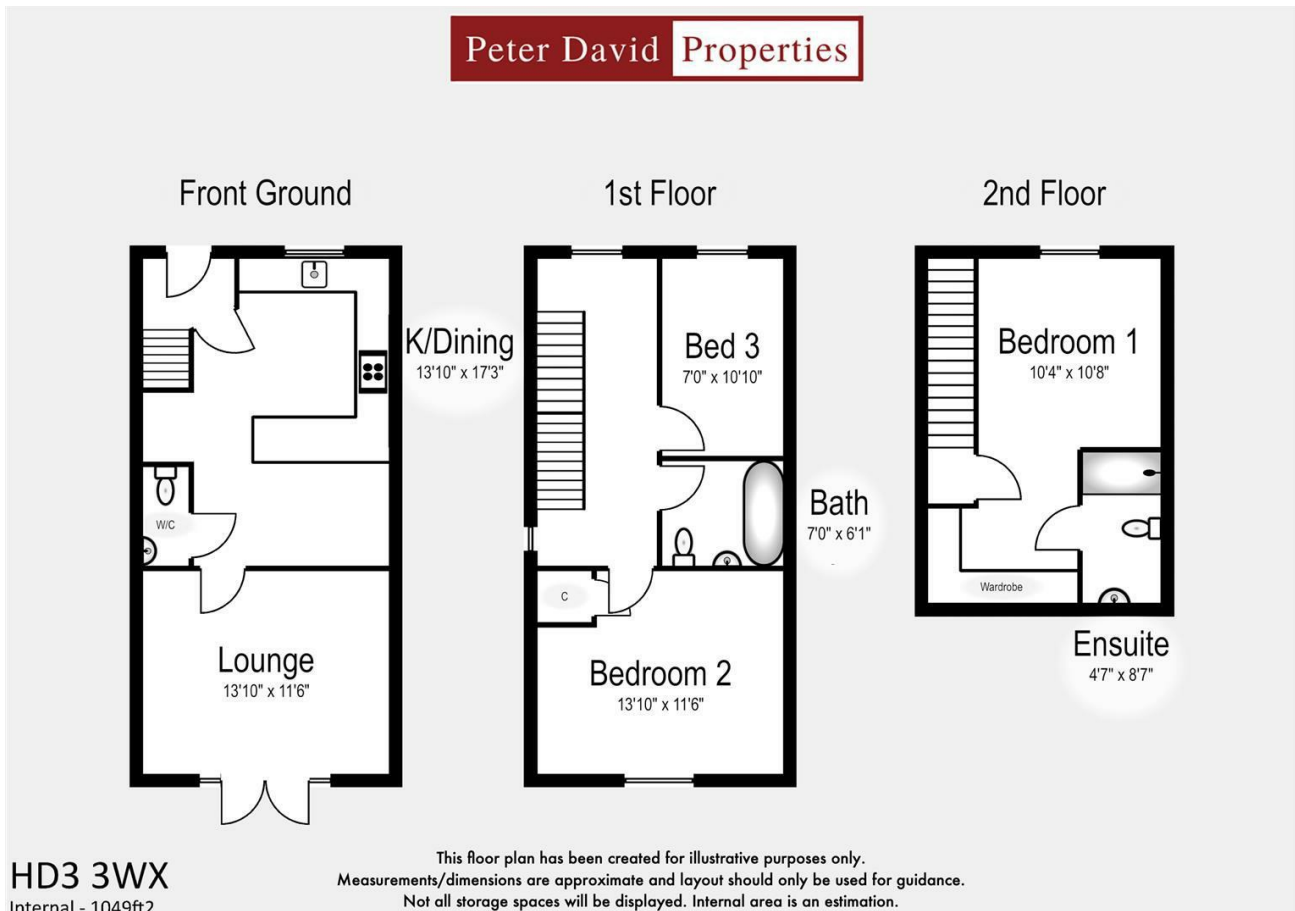 Peter David Properties
Front Ground
1st Floor
2nd Floor
K/Dining
13'10" x 17'3"
W/C
Lounge
13'10" x 11'6"
Bed 3
7'0" x 10'10"
Bath
7'0" x 6'1"
C
Bedroom 2
13'10" x 11'6"
Bedroom 1
10'4" x 10'8"
Wardrobe
Ensuite
4'7" x 8'7"
HD3 3WX
Internal - 1049ft2
This floor plan has been created for illustrative purposes only.
Measurements/dimensions are approximate and layout should only be used for guidance.
Not all storage spaces will be displayed. Internal area is an estimation.